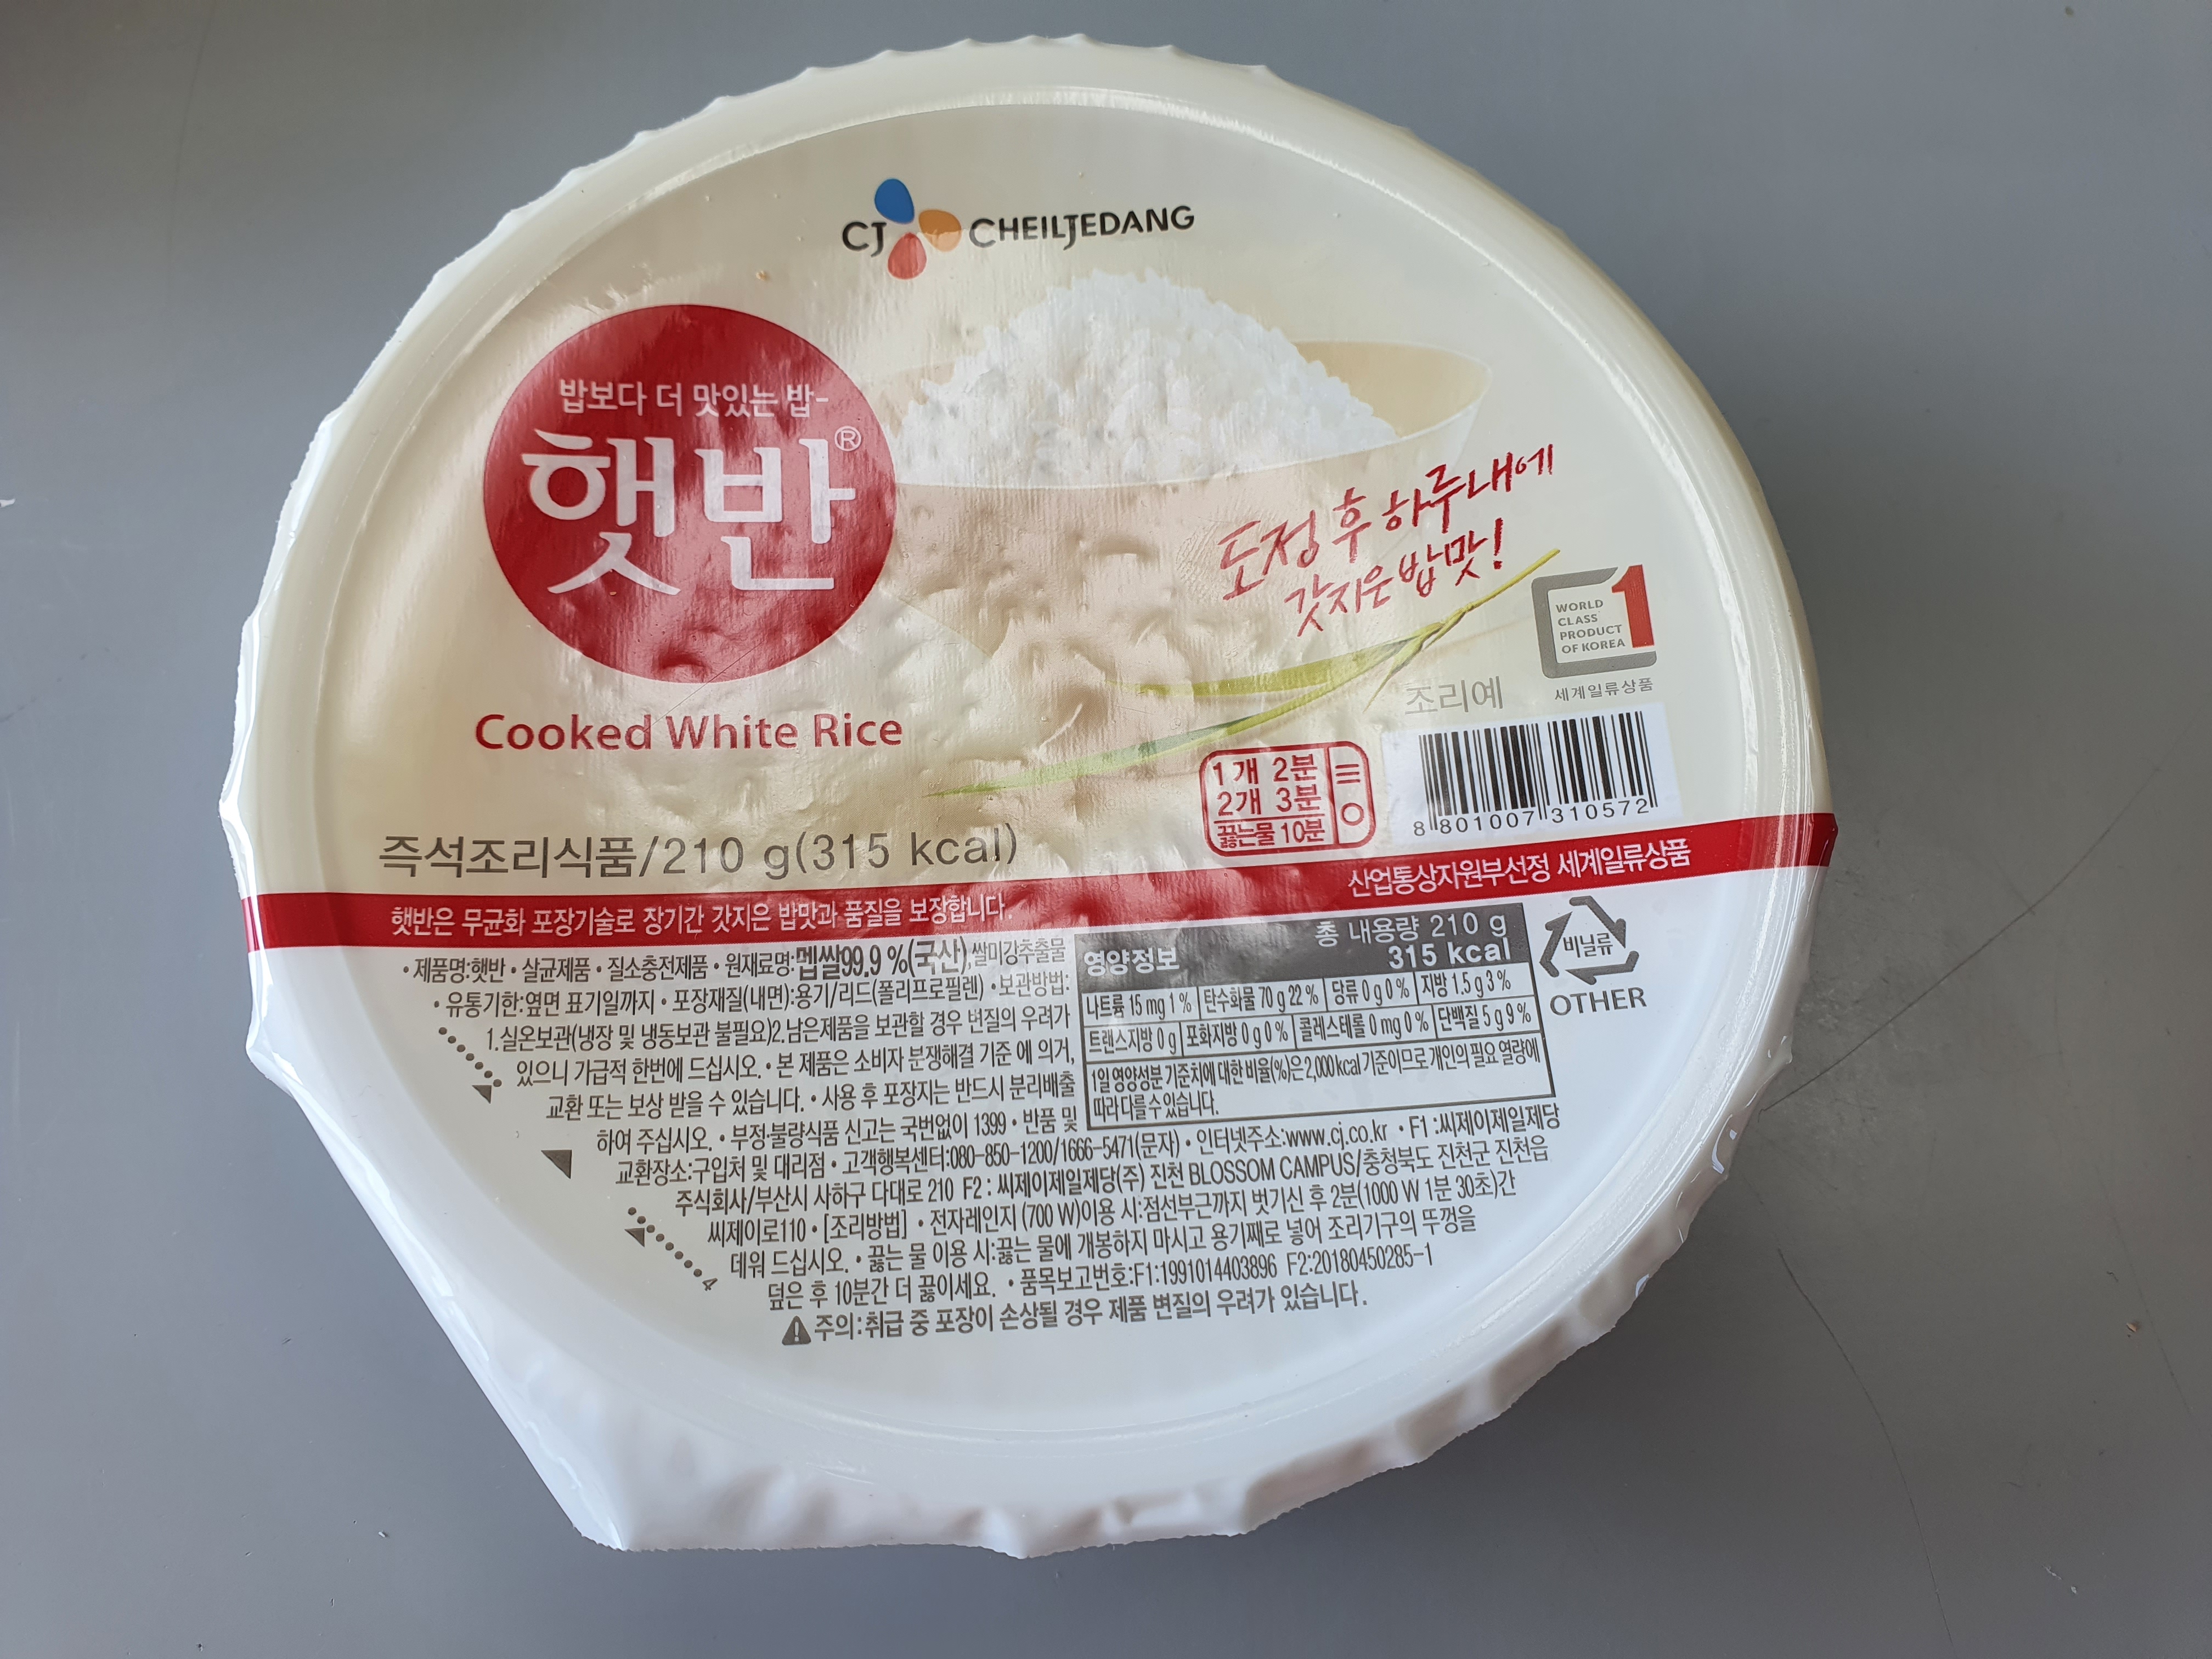 CJ CHEILJEDANG
밥보다 더 맛있는 밥-
햇반®
도정 후 하루내에
갓지은 밥맛!
WORLD
CLASS
PRODUCT
OF KOREA
1
세계일류상품
조리예
Cooked White Rice
1개 2분
2개 3분
끓는물 10분
8 801007 310572
즉석조리식품/210 g(315 kcal)
산업통상자원부선정 세계일류상품
햇반은 무균화 포장기술로 장기간 갓지은 밥맛과 품질을 보장합니다.
• 제품명:햇반 • 살균제품 • 질소충전제품 • 원재료명:멥쌀99.9 %(국산),쌀미강추출물
• 유통기한:옆면 표기일까지 • 포장재질(내면):용기/리드(폴리프로필렌) • 보관방법:
1.실온보관(냉장 및 냉동보관 불필요)2.남은제품을 보관할 경우 변질의 우려가
있으니 가급적 한번에 드십시오. • 본 제품은 소비자 분쟁해결 기준 에 의거,
교환 또는 보상 받을 수 있습니다. • 사용 후 포장지는 반드시 분리배출
하여 주십시오. • 부정·불량식품 신고는 국번없이 1399 • 반품 및
교환장소:구입처 및 대리점 • 고객행복센터:080-850-1200/1666-5471(문자) • 인터넷주소:www.cj.co.kr • F1 :씨제이제일제당
주식회사/부산시 사하구 다대로 210 F2 : 씨제이제일제당(주) 진천 BLOSSOM CAMPUS/충청북도 진천군 진천읍
씨제이로110 • [조리방법] • 전자레인지 (700 W)이용 시:점선부근까지 벗기신 후 2분(1000 W 1분 30초)간
데워 드십시오. • 끓는 물 이용 시:끓는 물에 개봉하지 마시고 용기째로 넣어 조리기구의 뚜껑을
덮은 후 10분간 더 끓이세요. • 품목보고번호:F1:1991014403896 F2:20180450285-1
주의:취급 중 포장이 손상될 경우 제품 변질의 우려가 있습니다.
영양정보
총 내용량 210 g
315 kcal
나트륨 15 mg 1 % 탄수화물 70 g 22 % 당류 0 g 0 % 지방 1.5 g 3 %
트랜스지방 0 g 포화지방 0 g 0 % 콜레스테롤 0 mg 0 % 단백질 5 g 9 %
1일 영양성분 기준치에 대한 비율(%)은 2,000 kcal 기준이므로 개인의 필요 열량에
따라 다를 수 있습니다.
비닐류
OTHER
4